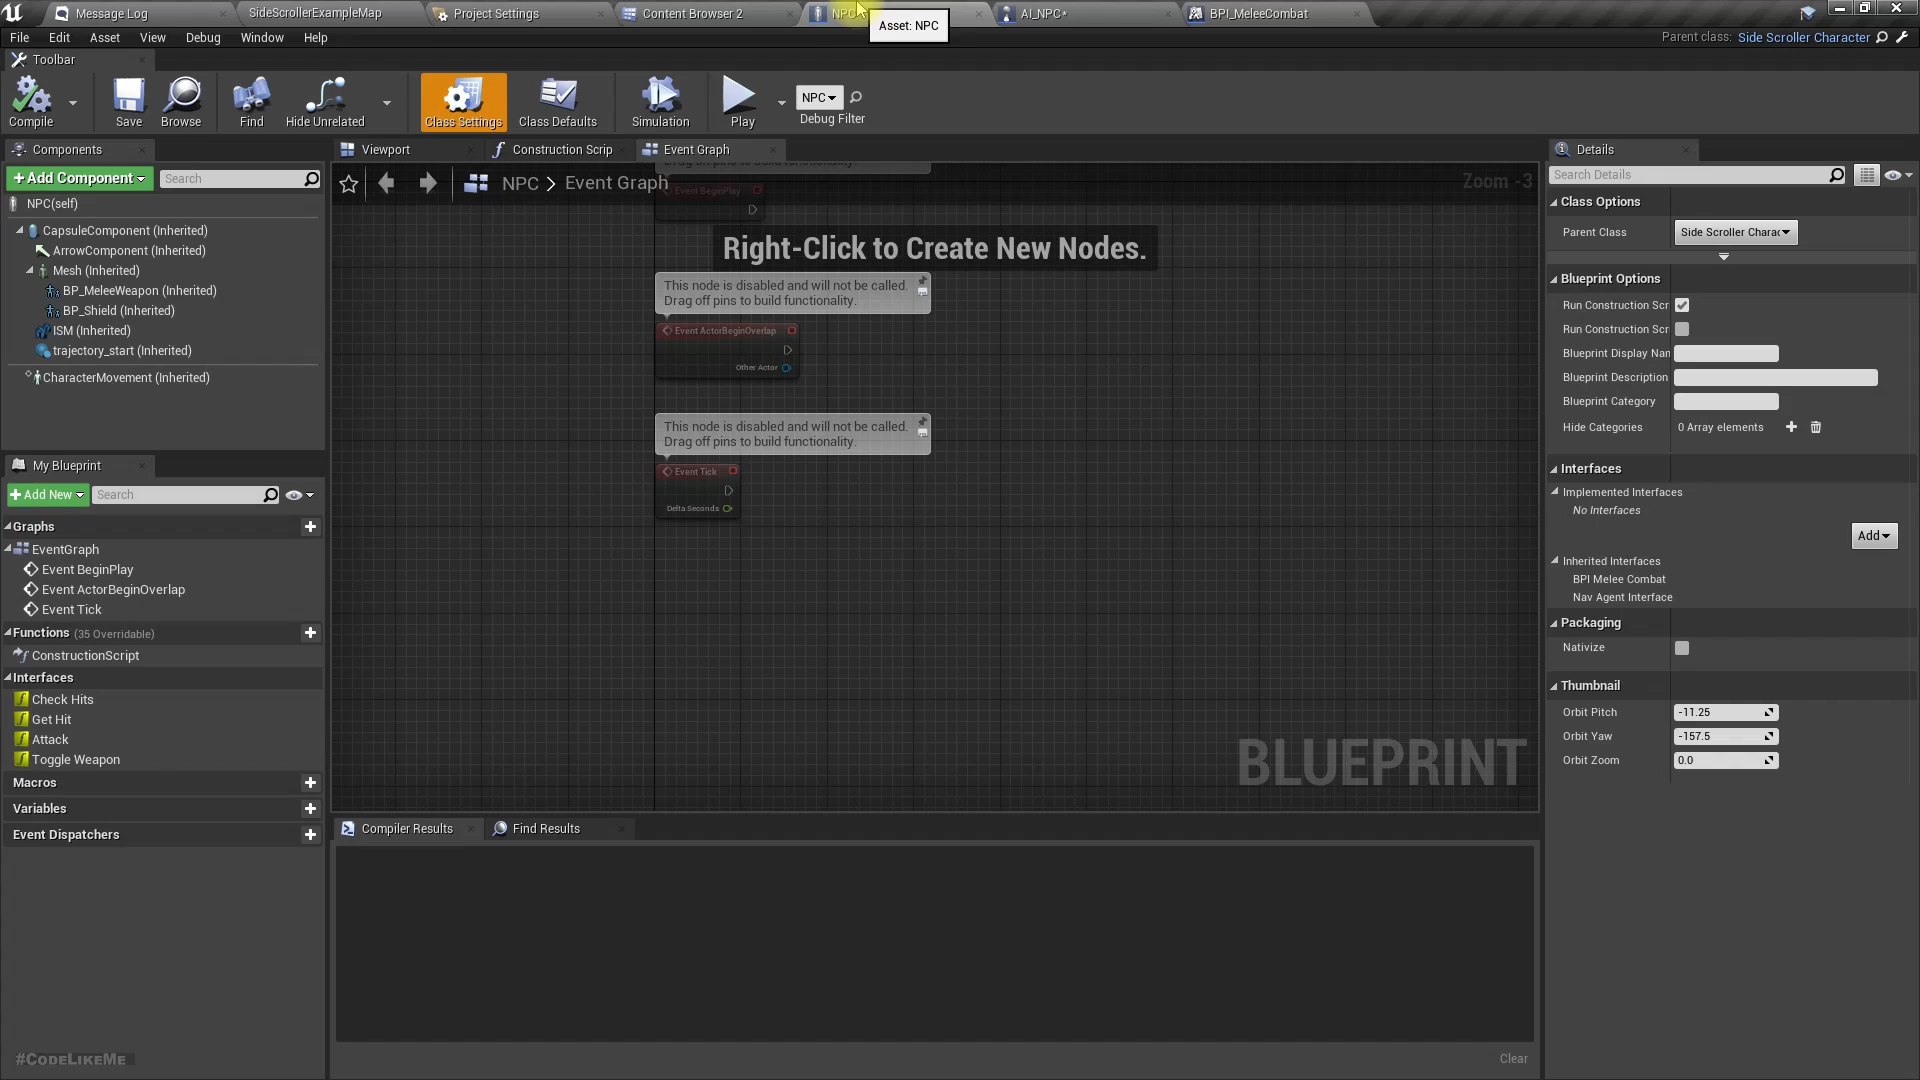 Message Log
SideScrollerExampleMap
Project Settings
Content Browser 2
NPC
AI_NPC*
BPI_MeleeCombat
Asset: NPC
File Edit Asset View Debug Window Help
Parent class: Side Scroller Character
Toolbar
Compile
Save
Browse
Find
Hide Unrelated
Class Settings
Class Defaults
Simulation
Play
NPC
Debug Filter
Components
+ Add Component
Search
NPC(self)
CapsuleComponent (Inherited)
ArrowComponent (Inherited)
Mesh (Inherited)
BP_MeleeWeapon (Inherited)
BP_Shield (Inherited)
ISM (Inherited)
trajectory_start (Inherited)
CharacterMovement (Inherited)
My Blueprint
+ Add New
Search
Graphs
EventGraph
Event BeginPlay
Event ActorBeginOverlap
Event Tick
Functions (35 Overridable)
ConstructionScript
Interfaces
Check Hits
Get Hit
Attack
Toggle Weapon
Macros
Variables
Event Dispatchers
#CodeLikeMe
Viewport
Construction Scrip
Event Graph
NPC > Event Graph
Zoom -3
Drag off pins to build functionality.
Event BeginPlay
Right-Click to Create New Nodes.
This node is disabled and will not be called.
Drag off pins to build functionality.
Event ActorBeginOverlap
Other Actor
This node is disabled and will not be called.
Drag off pins to build functionality.
Event Tick
Delta Seconds
BLUEPRINT
Compiler Results
Find Results
Clear
Details
Search Details
Class Options
Parent Class
Side Scroller Charac
Blueprint Options
Run Construction Scr
Run Construction Scr
Blueprint Display Nan
Blueprint Description
Blueprint Category
Hide Categories
0 Array elements
Interfaces
Implemented Interfaces
No Interfaces
Add
Inherited Interfaces
BPI Melee Combat
Nav Agent Interface
Packaging
Nativize
Thumbnail
Orbit Pitch
-11.25
Orbit Yaw
-157.5
Orbit Zoom
0.0